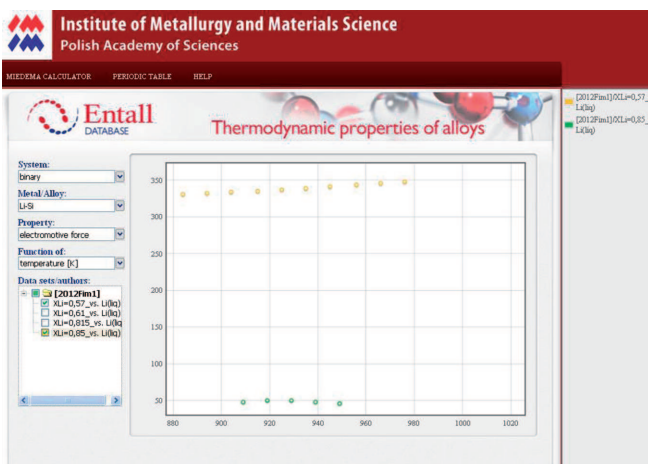 Institute of Metallurgy and Materials Science
Polish Academy of Sciences
MIEDEMA CALCULATOR PERIODIC TABLE HELP
Entall
DATABASE
Thermodynamic properties of alloys
System:
binary
Metal/Alloy:
Li-Si
Property:
electromotive force
Function of:
temperature [K]
Data sets/authors:
[2012Fim1]
XLi=0,57_vs. Li(liq)
XLi=0,61_vs. Li(liq)
XLi=0,815_vs. Li(liq
XLi=0,85_vs. Li(liq)
350
300
250
200
150
100
50
880 900 920 940 960 980 1000 1020
[2012Fim1]/XLi=0,57_
Li(liq)
[2012Fim1]/XLi=0,85_
Li(liq)